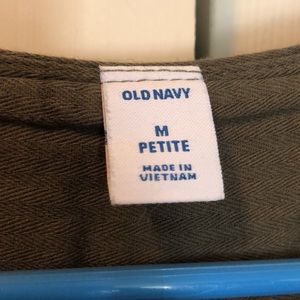 OLD NAVY
M
PETITE
MADE IN
VIETNAM